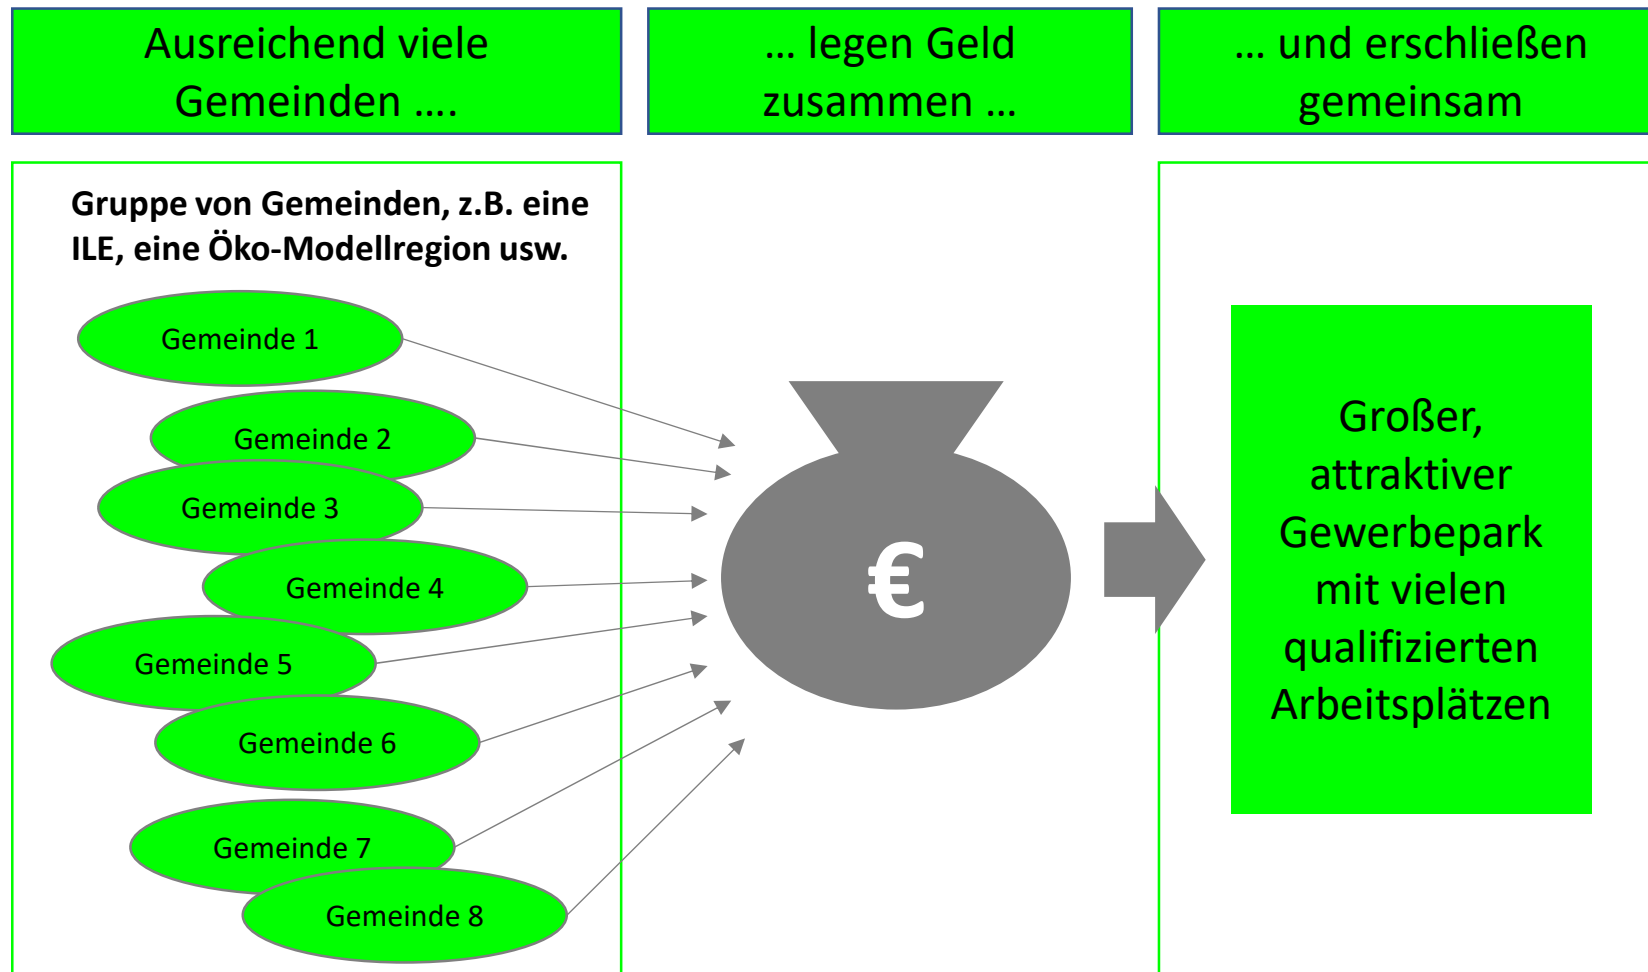 Ausreichend viele
Gemeinden ....
... legen Geld
zusammen ...
... und erschließen
gemeinsam
Gruppe von Gemeinden, z.B. eine
ILE, eine Öko-Modellregion usw.
Gemeinde 1
Gemeinde 2
Gemeinde 3
Gemeinde 4
Gemeinde 5
Gemeinde 6
Gemeinde 7
Gemeinde 8
€
Großer,
attraktiver
Gewerbepark
mit vielen
qualifizierten
Arbeitsplätzen